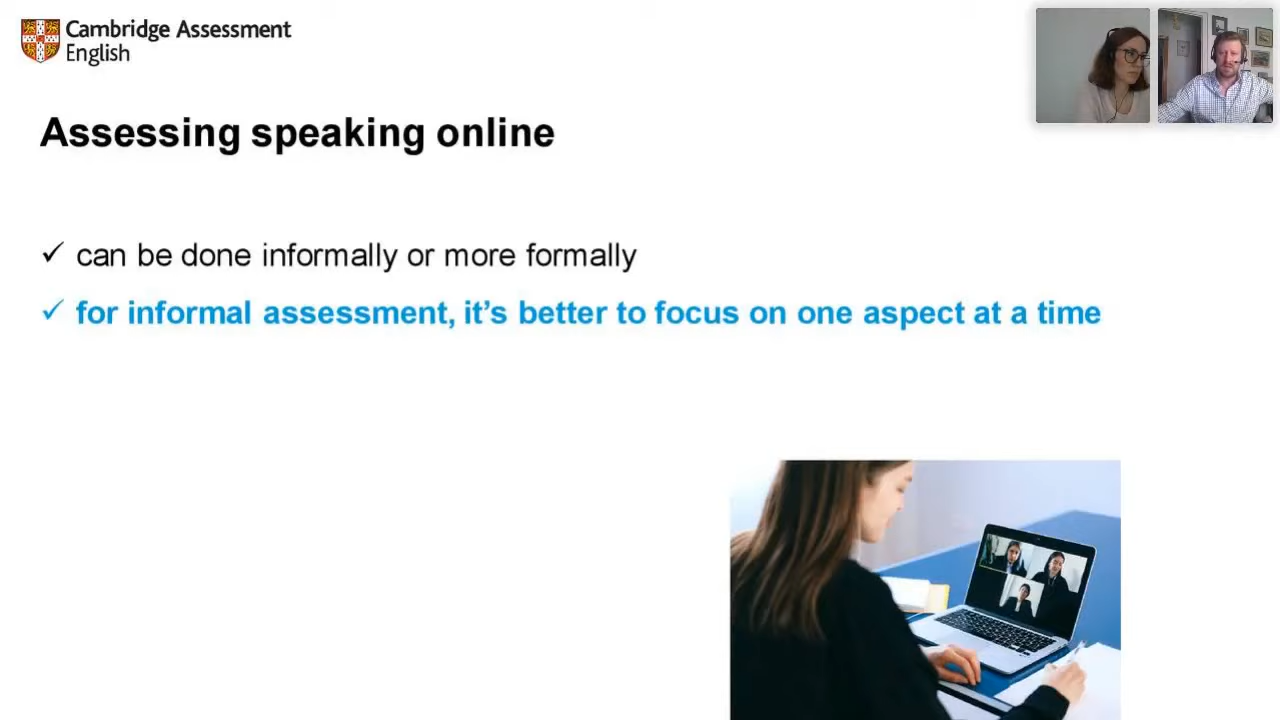 Cambridge Assessment
English
Assessing speaking online
✓ can be done informally or more formally
✓ for informal assessment, it's better to focus on one aspect at a time